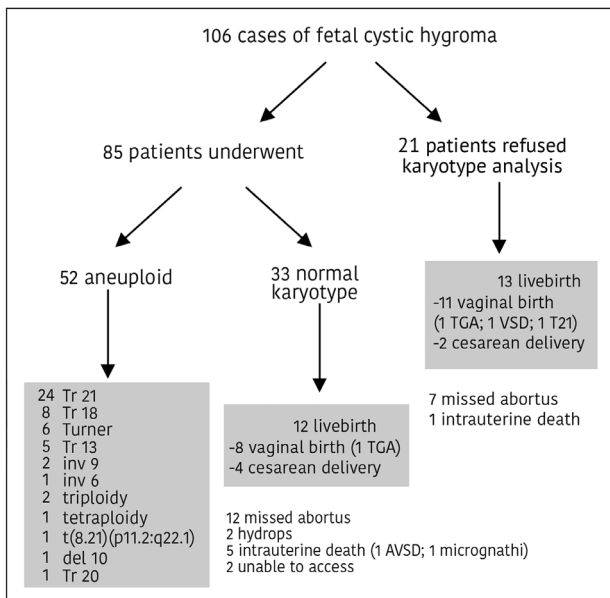 106 cases of fetal cystic hygroma
85 patients underwent
21 patients refused
karyotype analysis
52 aneuploid
33 normal
karyotype
13 livebirth
-11 vaginal birth
(1 TGA; 1 VSD; 1 T21)
-2 cesarean delivery
7 missed abortus
1 intrauterine death
24 Tr 21
8 Tr 18
6 Turner
5 Tr 13
2 inv 9
1 inv 6
2 triploidy
1 tetraploidy
1 t(8.21)(p11.2:q22.1)
1 del 10
1 Tr 20
12 livebirth
-8 vaginal birth (1 TGA)
-4 cesarean delivery
12 missed abortus
2 hydrops
5 intrauterine death (1 AVSD; 1 micrognathi)
2 unable to access